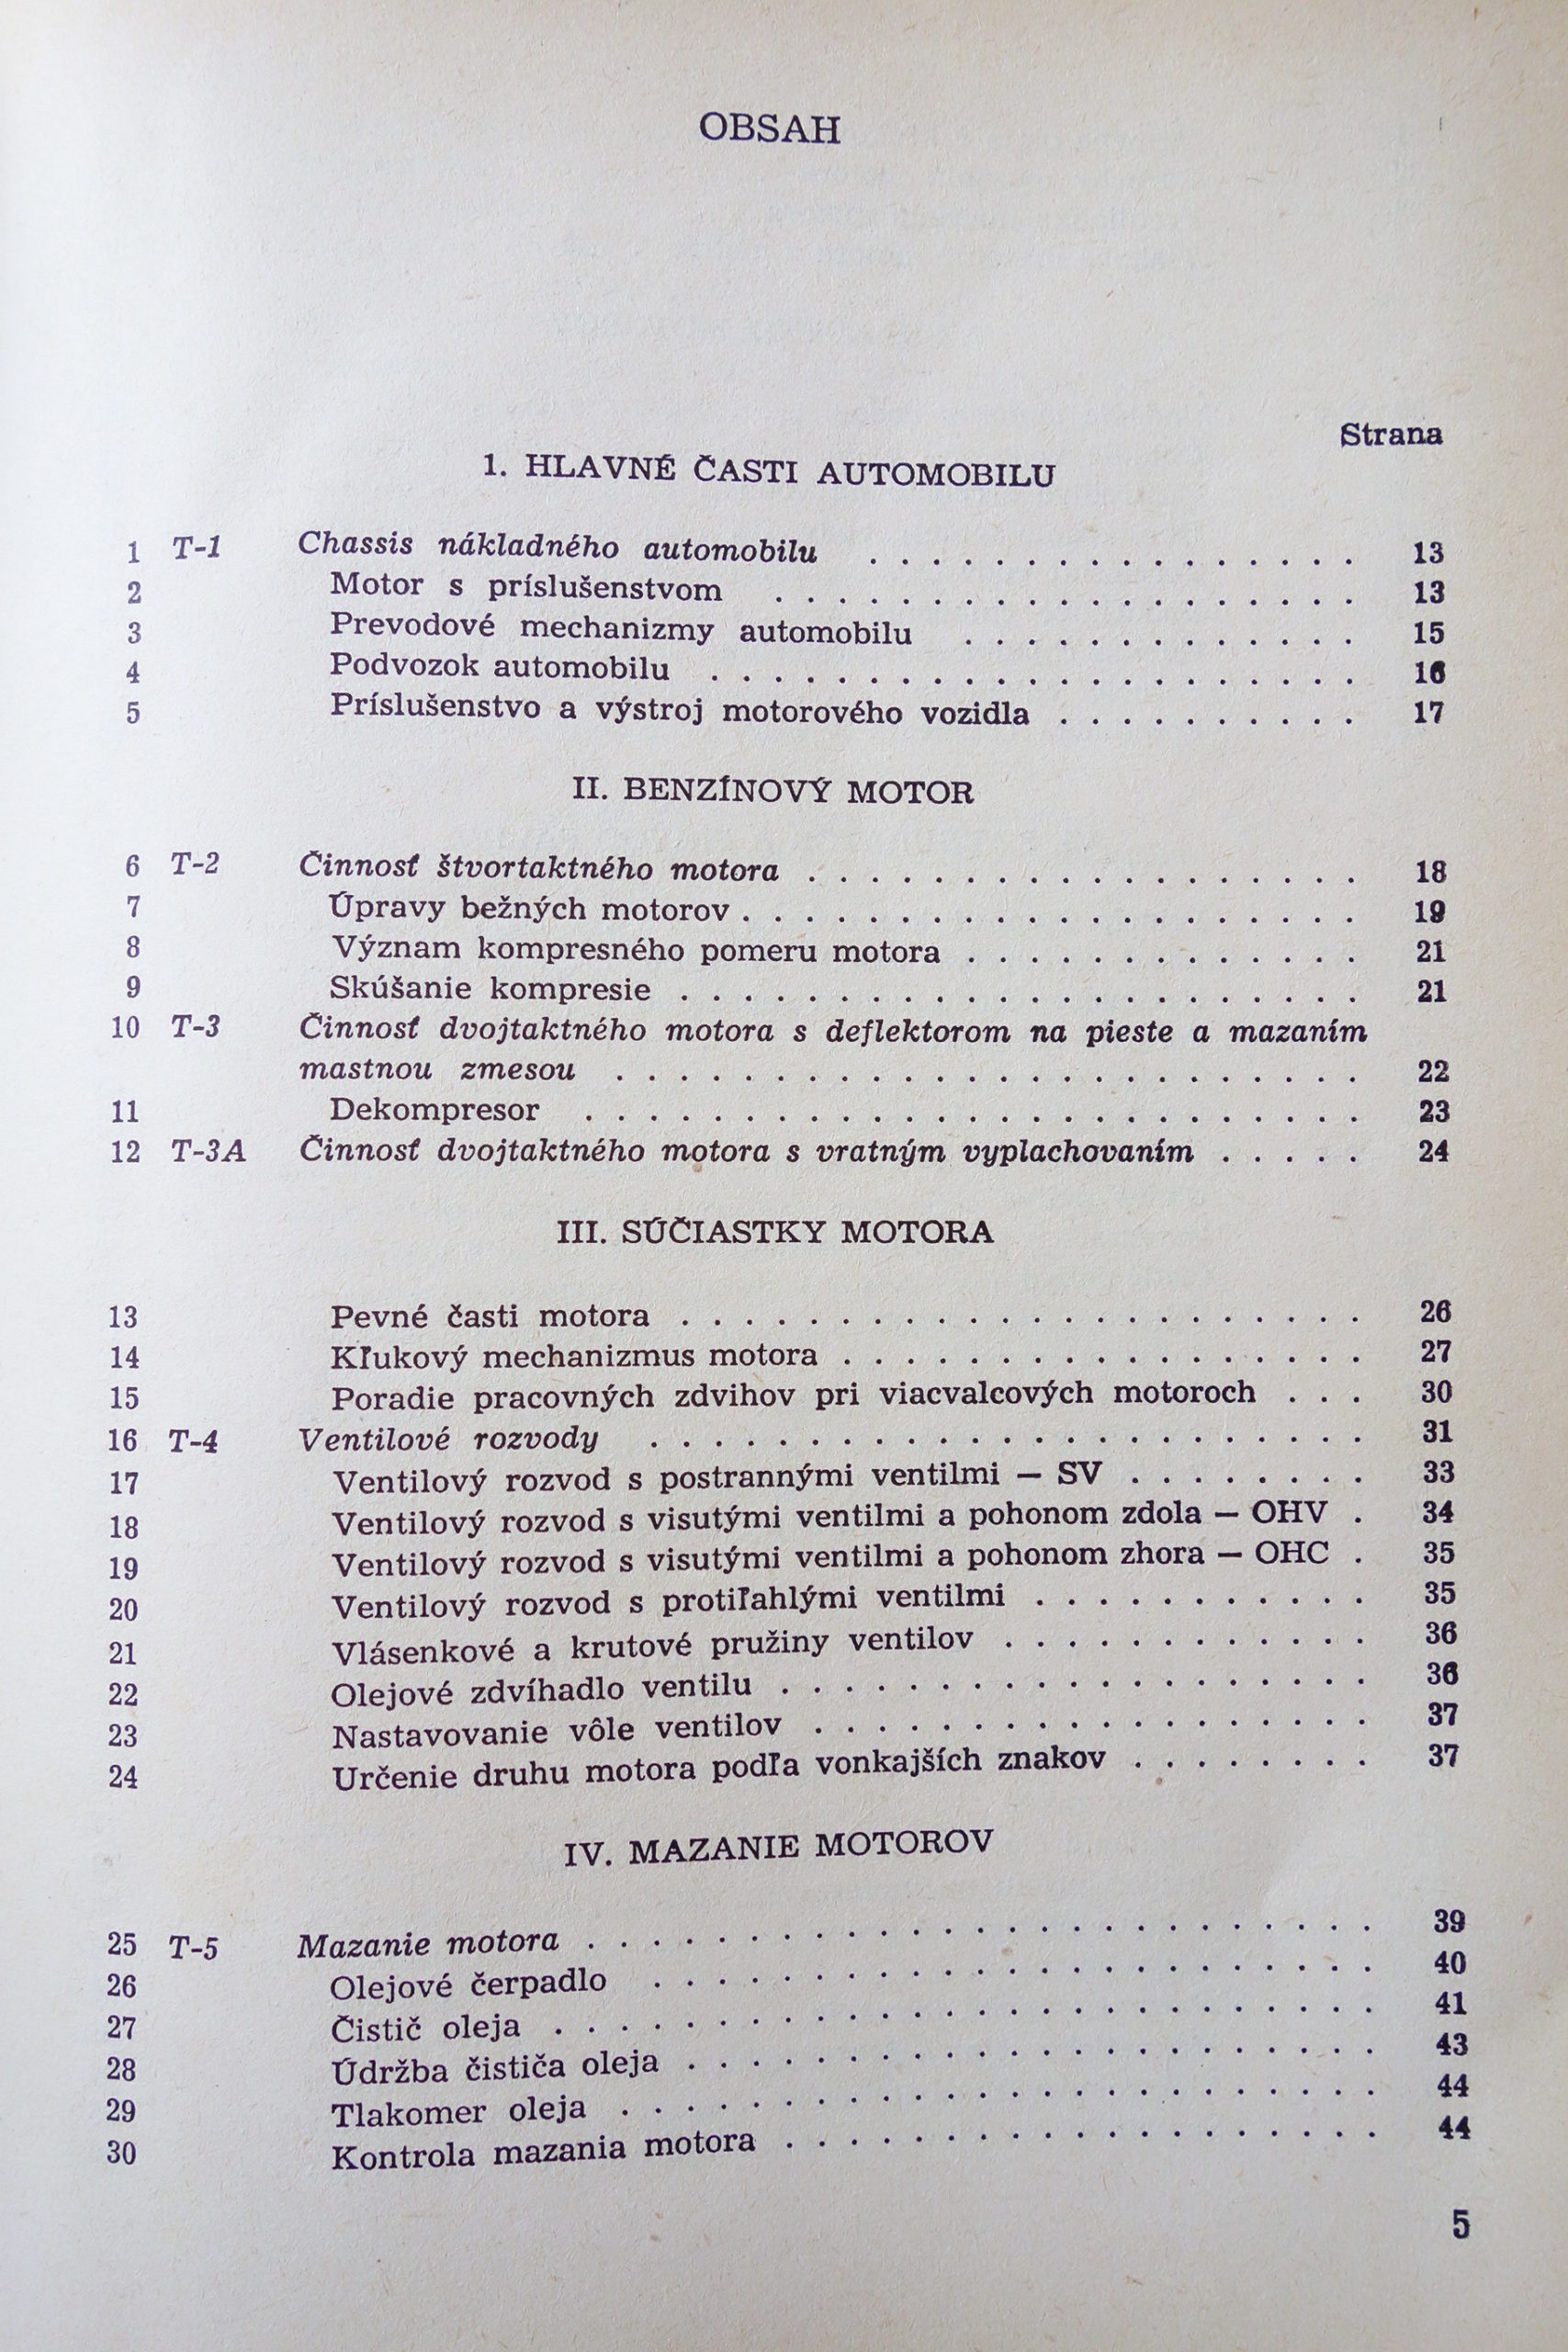 OBSAH
Strana
1. HLAVNÉ ČASTI AUTOMOBILU
1 T-1 Chassis nákladného automobilu . . . . . . . . . . . . . . . . 13
2 Motor s príslušenstvom . . . . . . . . . . . . . . . . . . . 13
3 Prevodové mechanizmy automobilu . . . . . . . . . . . . . 15
4 Podvozok automobilu . . . . . . . . . . . . . . . . . . . . . 16
5 Príslušenstvo a výstroj motorového vozidla . . . . . . . . . . 17
II. BENZÍNOVÝ MOTOR
6 T-2 Činnosť štvortaktného motora . . . . . . . . . . . . . . . . . . 18
7 Úpravy bežných motorov . . . . . . . . . . . . . . . . . . . . 19
8 Význam kompresného pomeru motora . . . . . . . . . . . . . 21
9 Skúšanie kompresie . . . . . . . . . . . . . . . . . . . . . . 21
10 T-3 Činnosť dvojtaktného motora s deflektorom na pieste a mazaním
mastnou zmesou . . . . . . . . . . . . . . . . . . . . . . . . 22
11 Dekompresor . . . . . . . . . . . . . . . . . . . . . . . . . 23
12 T-3A Činnosť dvojtaktného motora s vratným vyplachovaním . . . . . 24
III. SÚČIASTKY MOTORA
13 Pevné časti motora . . . . . . . . . . . . . . . . . . . . . . 26
14 Kľukový mechanizmus motora . . . . . . . . . . . . . . . . . 27
15 Poradie pracovných zdvihov pri viacvalcových motoroch . . . 30
16 T-4 Ventilové rozvody . . . . . . . . . . . . . . . . . . . . . . . 31
17 Ventilový rozvod s postrannými ventilmi — SV . . . . . . . . 33
18 Ventilový rozvod s visutými ventilmi a pohonom zdola — OHV . 34
19 Ventilový rozvod s visutými ventilmi a pohonom zhora — OHC . 35
20 Ventilový rozvod s protiľahlými ventilmi . . . . . . . . . . . 35
21 Vlásenkové a krutové pružiny ventilov . . . . . . . . . . . . 36
22 Olejové zdvíhadlo ventilu . . . . . . . . . . . . . . . . . . . 36
23 Nastavovanie vôle ventilov . . . . . . . . . . . . . . . . . . 37
24 Určenie druhu motora podľa vonkajších znakov . . . . . . . . 37
IV. MAZANIE MOTOROV
25 T-5 Mazanie motora . . . . . . . . . . . . . . . . . . . . . . . . . 39
26 Olejové čerpadlo . . . . . . . . . . . . . . . . . . . . . . . 40
27 Čistič oleja . . . . . . . . . . . . . . . . . . . . . . . . . . 41
28 Údržba čističa oleja . . . . . . . . . . . . . . . . . . . . . . 43
29 Tlakomer oleja . . . . . . . . . . . . . . . . . . . . . . . . 44
30 Kontrola mazania motora . . . . . . . . . . . . . . . . . . . 44
5